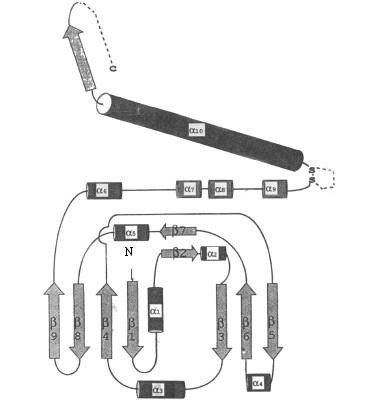 C
α10
S
S
α6 α7 α8 α9
α5 β7
N β2 α2
α1
β9 β8 β4 β1 β3 β6 β5
α3 α4